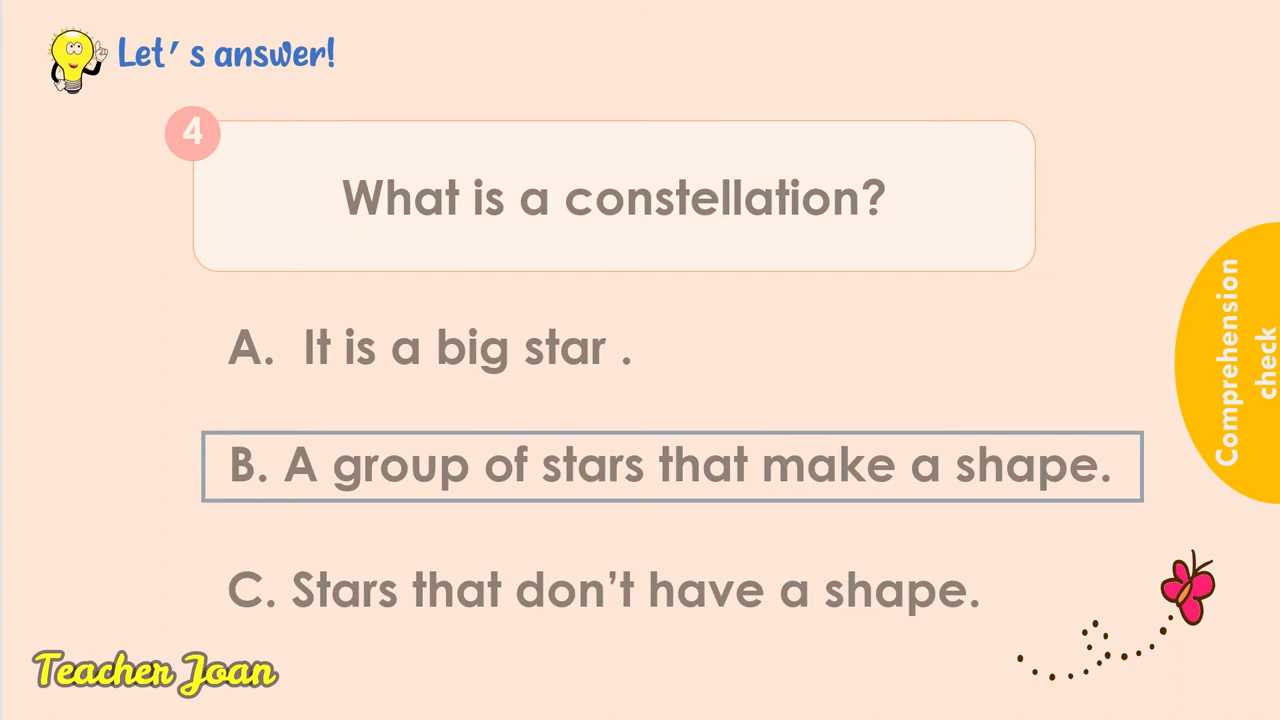 Let's answer!
4
What is a constellation?
A. It is a big star .
B. A group of stars that make a shape.
C. Stars that don't have a shape.
Comprehension
check
Teacher Joan